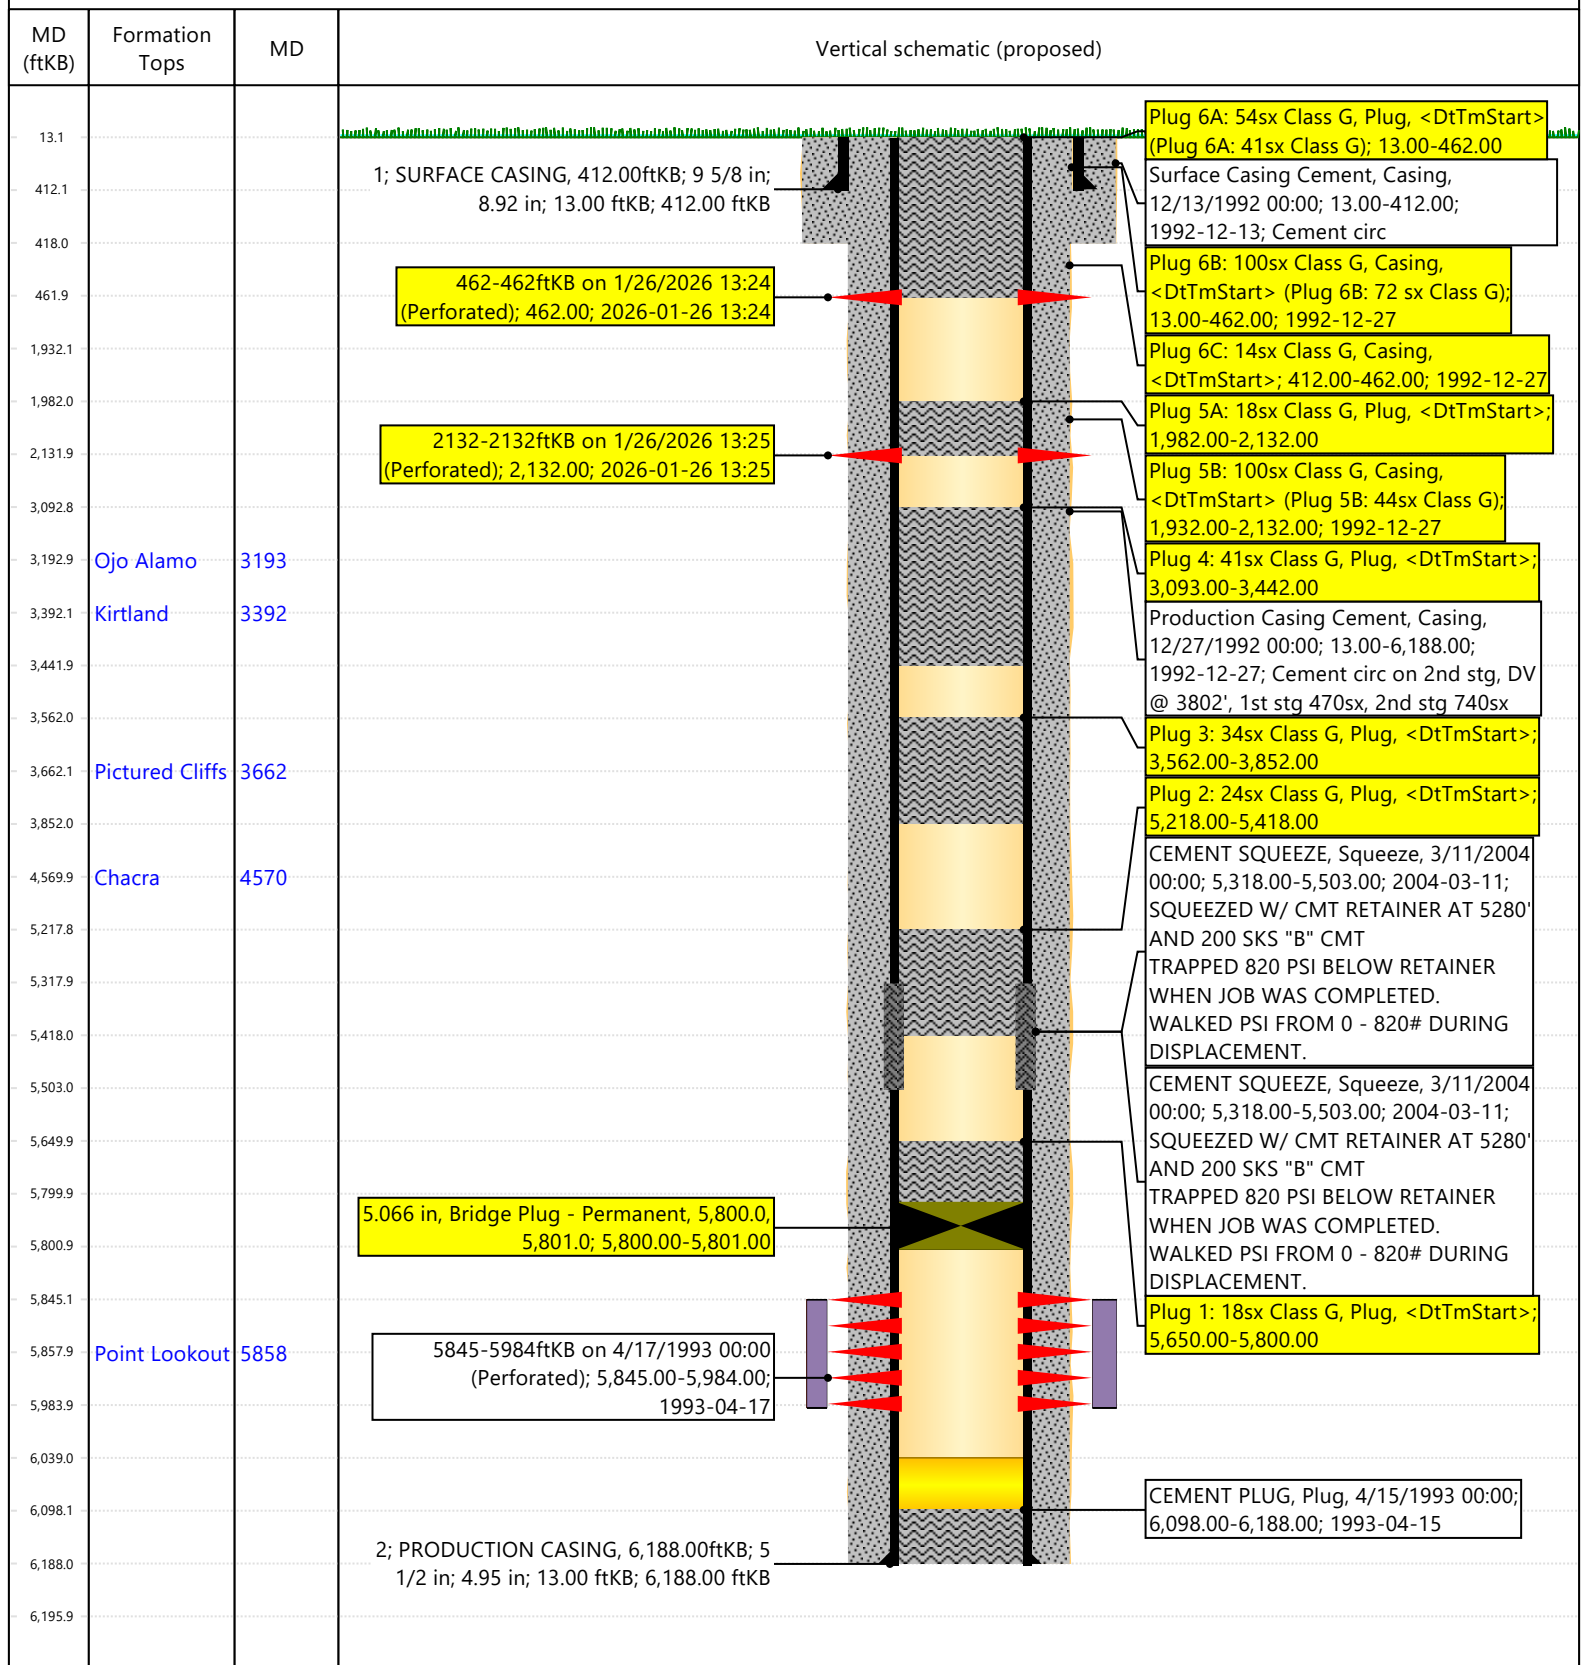 MD
(ftKB)
Formation
Tops
MD
Vertical schematic (proposed)
13.1
412.1
418.0
461.9
1,932.1
1,982.0
2,131.9
3,092.8
3,192.9
Ojo Alamo
3193
3,392.1
Kirtland
3392
3,441.9
3,562.0
3,662.1
Pictured Cliffs
3662
3,852.0
4,569.9
Chacra
4570
5,217.8
5,317.9
5,418.0
5,503.0
5,649.9
5,799.9
5,800.9
5,845.1
5,857.9
Point Lookout
5858
5,983.9
6,039.0
6,098.1
6,188.0
6,195.9
1; SURFACE CASING, 412.00ftKB; 9 5/8 in;
8.92 in; 13.00 ftKB; 412.00 ftKB
462-462ftKB on 1/26/2026 13:24
(Perforated); 462.00; 2026-01-26 13:24
2132-2132ftKB on 1/26/2026 13:25
(Perforated); 2,132.00; 2026-01-26 13:25
5.066 in, Bridge Plug - Permanent, 5,800.0,
5,801.0; 5,800.00-5,801.00
5845-5984ftKB on 4/17/1993 00:00
(Perforated); 5,845.00-5,984.00;
1993-04-17
2; PRODUCTION CASING, 6,188.00ftKB; 5
1/2 in; 4.95 in; 13.00 ftKB; 6,188.00 ftKB
Plug 6A: 54sx Class G, Plug, <DtTmStart>
(Plug 6A: 41sx Class G); 13.00-462.00
Surface Casing Cement, Casing,
12/13/1992 00:00; 13.00-412.00;
1992-12-13; Cement circ
Plug 6B: 100sx Class G, Casing,
<DtTmStart> (Plug 6B: 72 sx Class G);
13.00-462.00; 1992-12-27
Plug 6C: 14sx Class G, Casing,
<DtTmStart>; 412.00-462.00; 1992-12-27
Plug 5A: 18sx Class G, Plug, <DtTmStart>;
1,982.00-2,132.00
Plug 5B: 100sx Class G, Casing,
<DtTmStart> (Plug 5B: 44sx Class G);
1,932.00-2,132.00; 1992-12-27
Plug 4: 41sx Class G, Plug, <DtTmStart>;
3,093.00-3,442.00
Production Casing Cement, Casing,
12/27/1992 00:00; 13.00-6,188.00;
1992-12-27; Cement circ on 2nd stg, DV
@ 3802', 1st stg 470sx, 2nd stg 740sx
Plug 3: 34sx Class G, Plug, <DtTmStart>;
3,562.00-3,852.00
Plug 2: 24sx Class G, Plug, <DtTmStart>;
5,218.00-5,418.00
CEMENT SQUEEZE, Squeeze, 3/11/2004
00:00; 5,318.00-5,503.00; 2004-03-11;
SQUEEZED W/ CMT RETAINER AT 5280'
AND 200 SKS "B" CMT
TRAPPED 820 PSI BELOW RETAINER
WHEN JOB WAS COMPLETED.
WALKED PSI FROM 0 - 820# DURING
DISPLACEMENT.
CEMENT SQUEEZE, Squeeze, 3/11/2004
00:00; 5,318.00-5,503.00; 2004-03-11;
SQUEEZED W/ CMT RETAINER AT 5280'
AND 200 SKS "B" CMT
TRAPPED 820 PSI BELOW RETAINER
WHEN JOB WAS COMPLETED.
WALKED PSI FROM 0 - 820# DURING
DISPLACEMENT.
Plug 1: 18sx Class G, Plug, <DtTmStart>;
5,650.00-5,800.00
CEMENT PLUG, Plug, 4/15/1993 00:00;
6,098.00-6,188.00; 1993-04-15